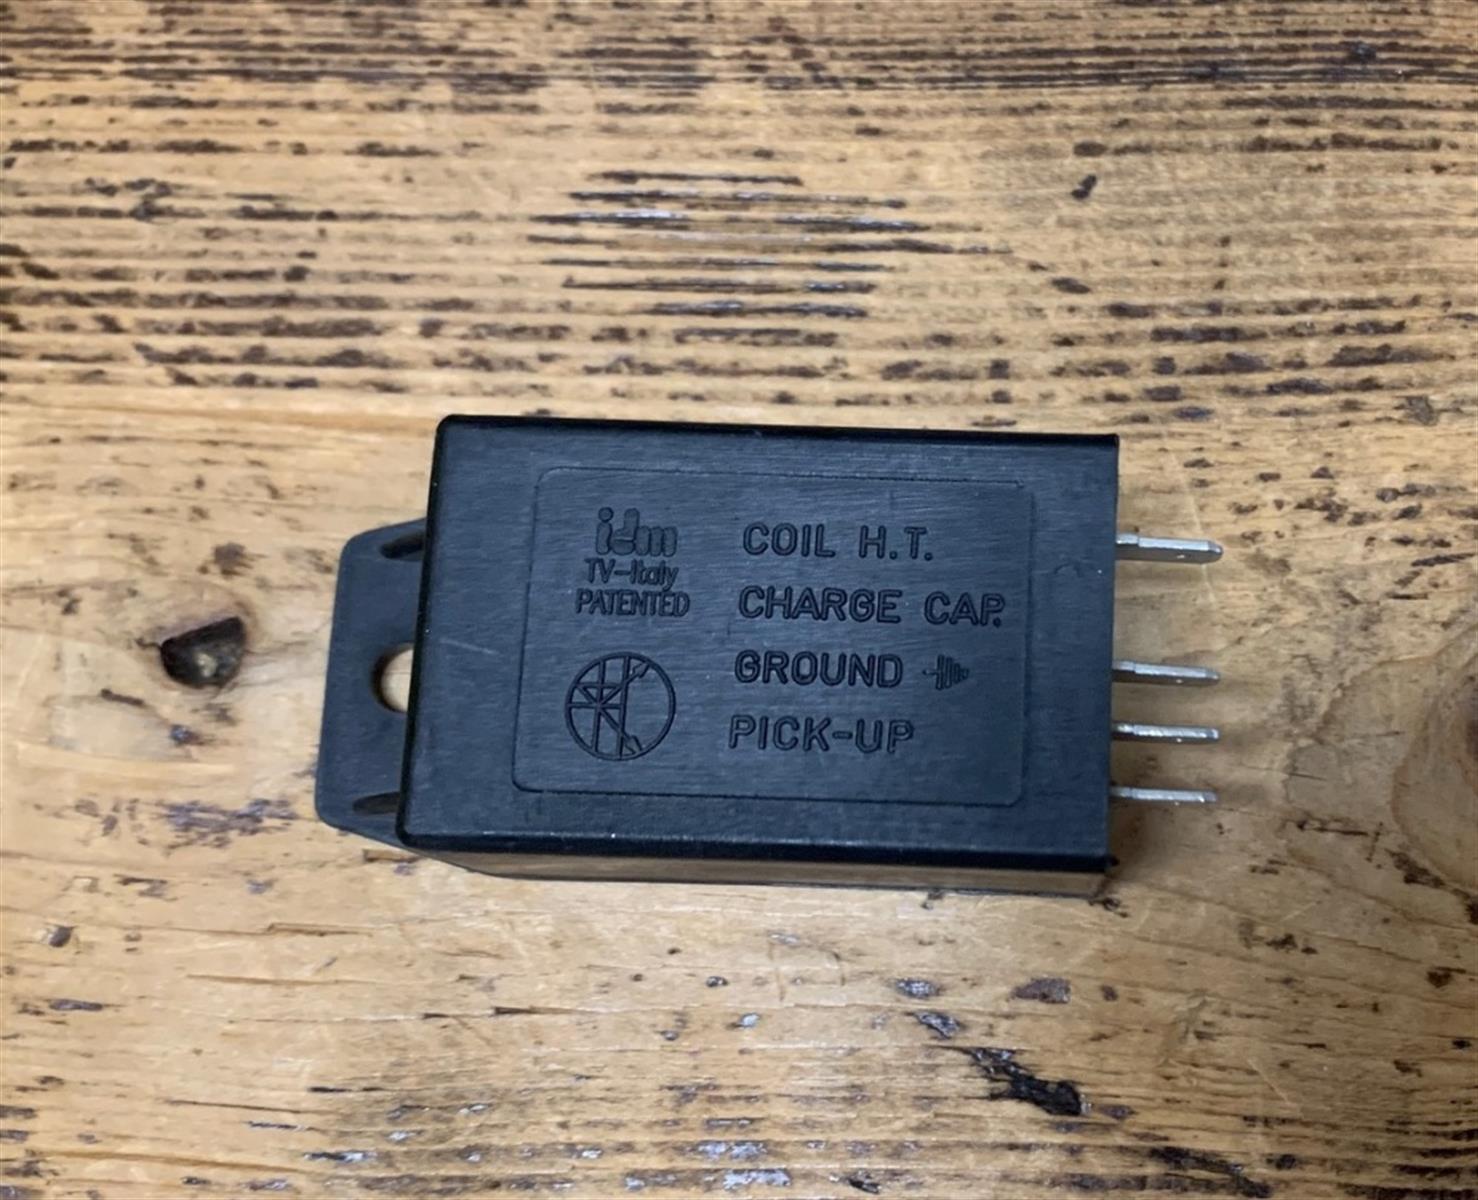 idm
TV-Italy
PATENTED
COIL H.T.
CHARGE CAP.
GROUND
PICK-UP